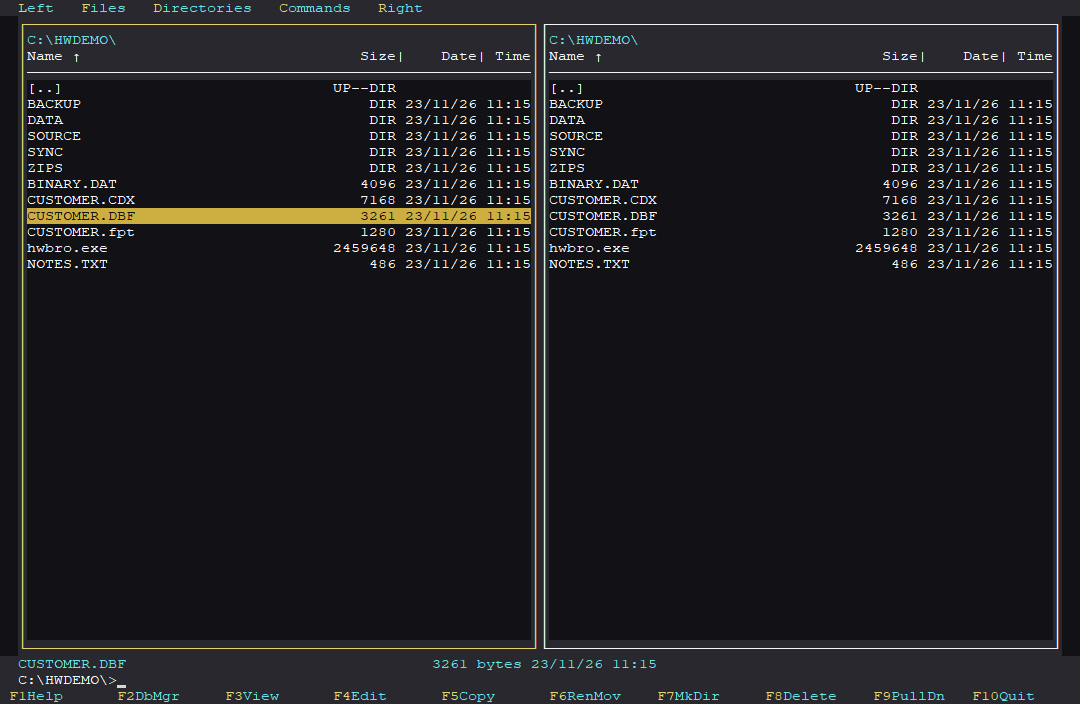 Left Files Directories Commands Right
C:\HWDEMO\
Name ↑ Size| Date| Time
[..] UP--DIR
BACKUP DIR 23/11/26 11:15
DATA DIR 23/11/26 11:15
SOURCE DIR 23/11/26 11:15
SYNC DIR 23/11/26 11:15
ZIPS DIR 23/11/26 11:15
BINARY.DAT 4096 23/11/26 11:15
CUSTOMER.CDX 7168 23/11/26 11:15
CUSTOMER.DBF 3261 23/11/26 11:15
CUSTOMER.fpt 1280 23/11/26 11:15
hwbro.exe 2459648 23/11/26 11:15
NOTES.TXT 486 23/11/26 11:15
C:\HWDEMO\
Name ↑ Size| Date| Time
[..] UP--DIR
BACKUP DIR 23/11/26 11:15
DATA DIR 23/11/26 11:15
SOURCE DIR 23/11/26 11:15
SYNC DIR 23/11/26 11:15
ZIPS DIR 23/11/26 11:15
BINARY.DAT 4096 23/11/26 11:15
CUSTOMER.CDX 7168 23/11/26 11:15
CUSTOMER.DBF 3261 23/11/26 11:15
CUSTOMER.fpt 1280 23/11/26 11:15
hwbro.exe 2459648 23/11/26 11:15
NOTES.TXT 486 23/11/26 11:15
CUSTOMER.DBF 3261 bytes 23/11/26 11:15
C:\HWDEMO\>_
F1Help F2DbMgr F3View F4Edit F5Copy F6RenMov F7MkDir F8Delete F9PullDn F10Quit